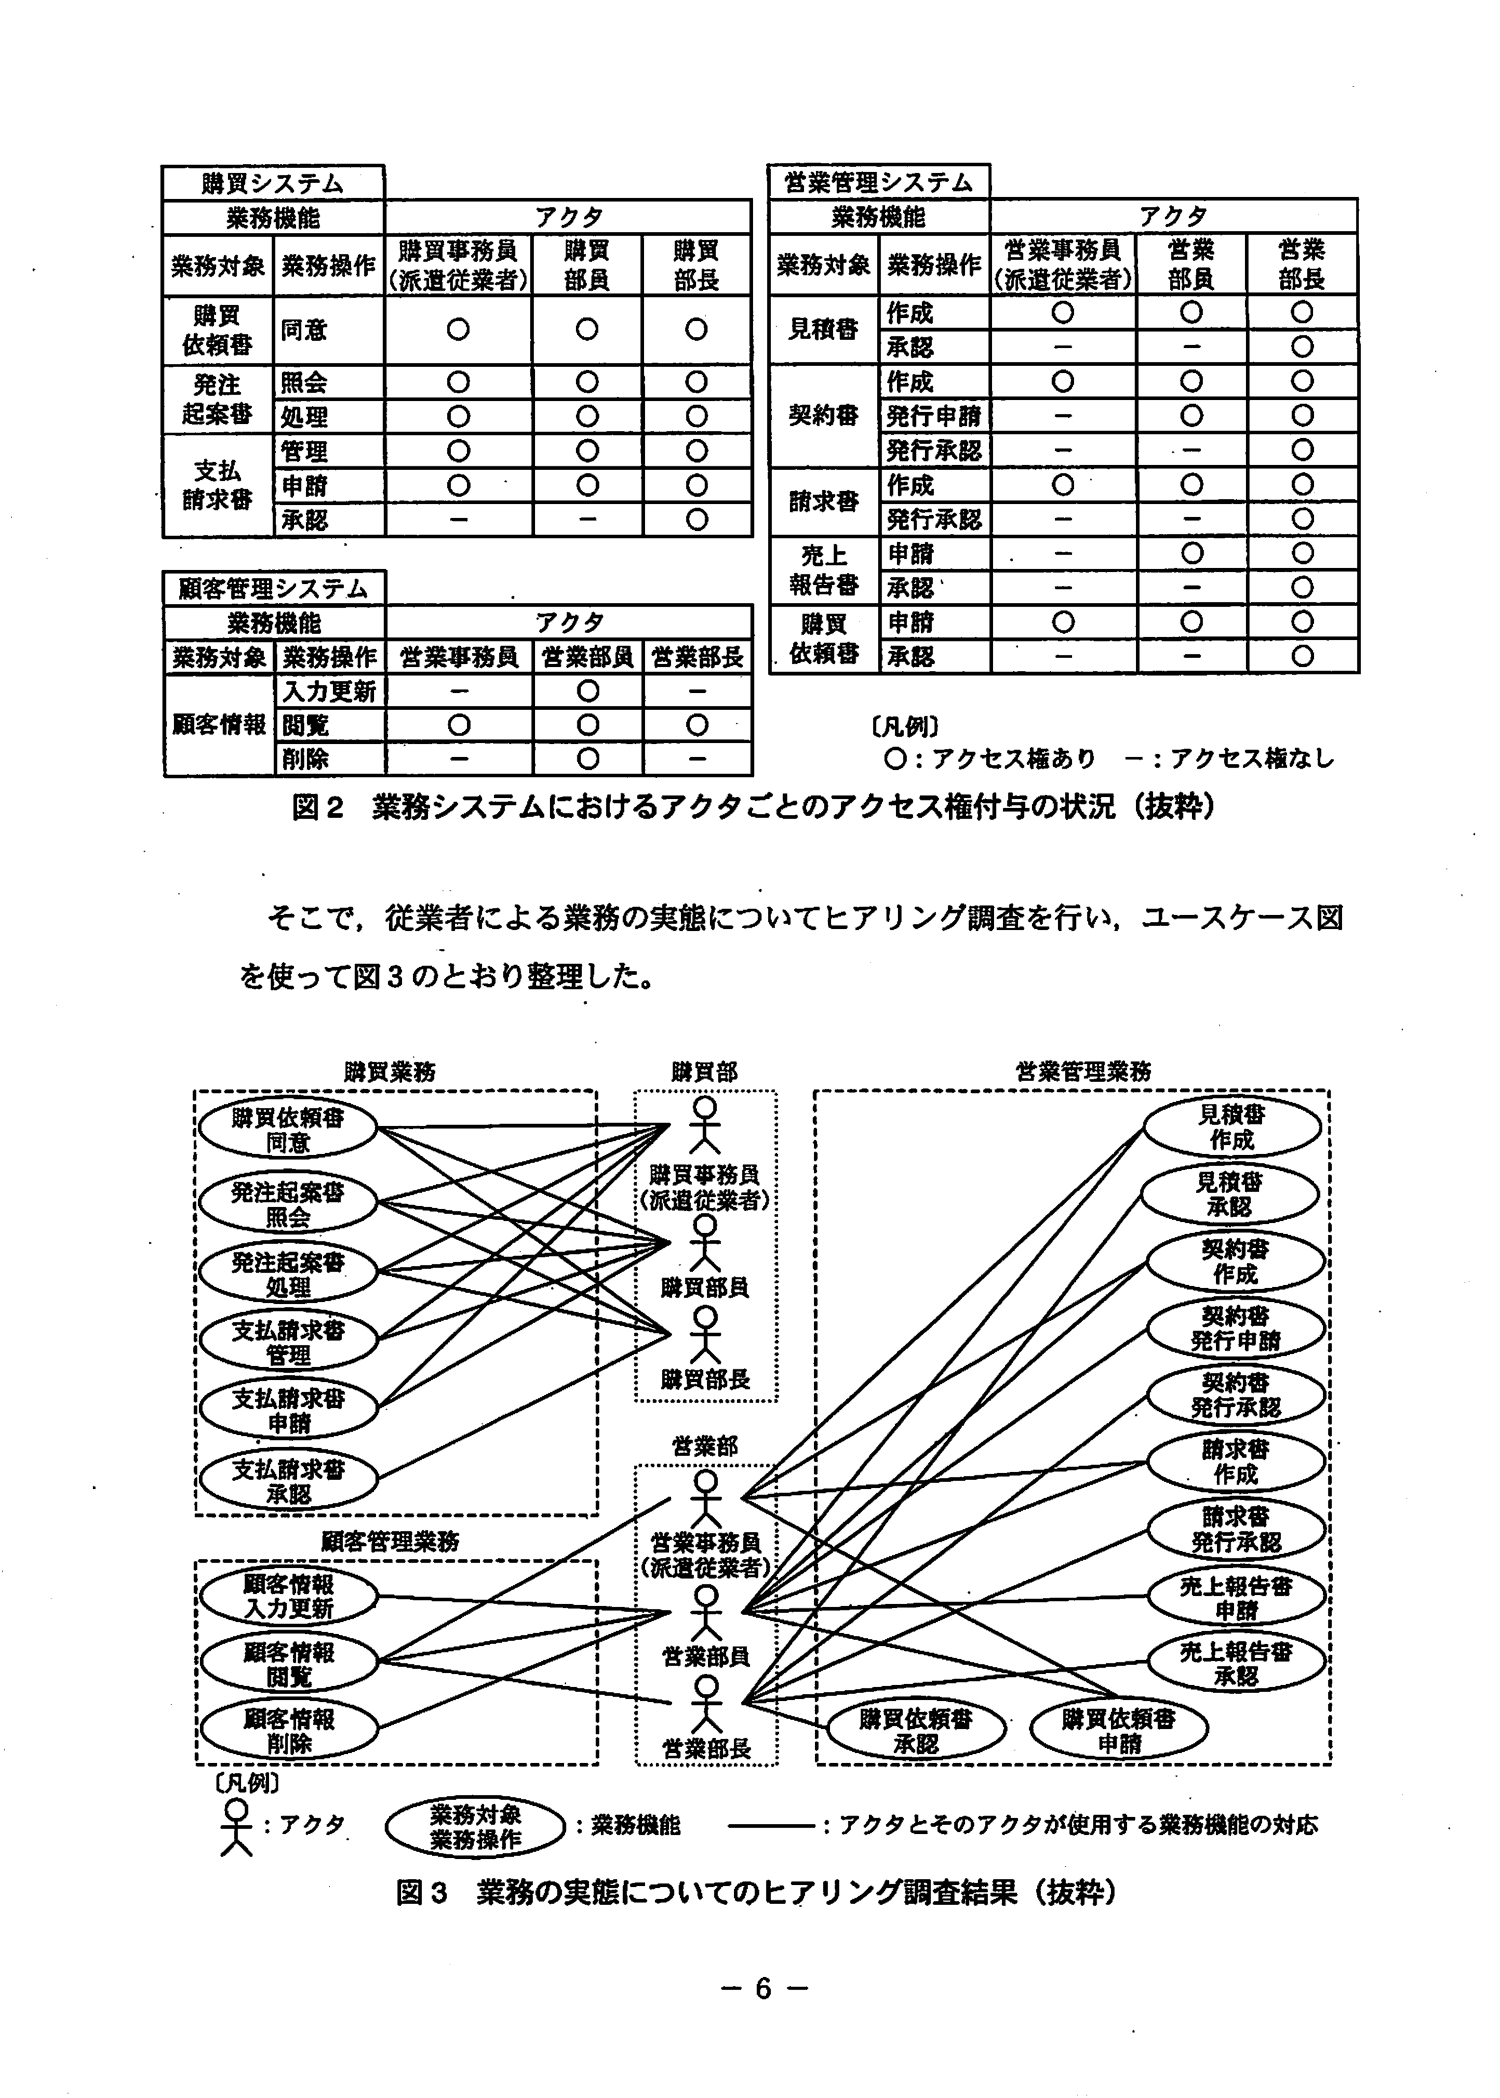 購買システム
業務機能 アクタ
業務対象 業務操作 購買事務員（派遣従業者） 購買部員 購買部長
購買依頼書 同意 ○ ○ ○
発注起案書 照会 ○ ○ ○
処理 ○ ○ ○
支払請求書 管理 ○ ○ ○
申請 ○ ○ ○
承認 － － ○
顧客管理システム
業務機能 アクタ
業務対象 業務操作 営業事務員 営業部員 営業部長
顧客情報 入力更新 － ○ －
閲覧 ○ ○ ○
削除 － ○ －
営業管理システム
業務機能 アクタ
業務対象 業務操作 営業事務員（派遣従業者） 営業部員 営業部長
見積書 作成 ○ ○ ○
承認 － － ○
契約書 作成 ○ ○ ○
発行申請 － ○ ○
発行承認 － － ○
請求書 作成 ○ ○ ○
発行承認 － － ○
売上報告書 申請 － ○ ○
承認 － － ○
購買依頼書 申請 ○ ○ ○
承認 － － ○
〔凡例〕
○：アクセス権あり －：アクセス権なし
図２ 業務システムにおけるアクタごとのアクセス権付与の状況（抜粋）
そこで，従業者による業務の実態についてヒアリング調査を行い，ユースケース図
を使って図３のとおり整理した。
購買業務
購買依頼書
同意
発注起案書
照会
発注起案書
処理
支払請求書
管理
支払請求書
申請
支払請求書
承認
顧客管理業務
顧客情報
入力更新
顧客情報
閲覧
顧客情報
削除
購買部
購買事務員
（派遣従業者）
購買部員
購買部長
営業部
営業事務員
（派遣従業者）
営業部員
営業部長
営業管理業務
見積書
作成
見積書
承認
契約書
作成
契約書
発行申請
契約書
発行承認
請求書
作成
請求書
発行承認
売上報告書
申請
売上報告書
承認
購買依頼書
承認
購買依頼書
申請
〔凡例〕
：アクタ 業務対象 業務操作 ：業務機能 ：アクタとそのアクタが使用する業務機能の対応
図３ 業務の実態についてのヒアリング調査結果（抜粋）
－ 6 －